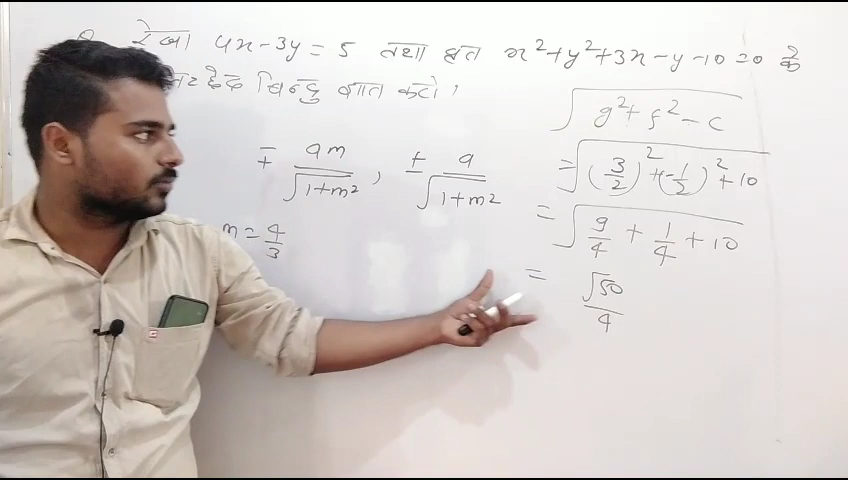 रेखा 4x - 3y = 5 तथा वृत x² + y² + 3x - y - 10 = 0 के
छेद बिन्दु ज्ञात करो।
∓ am/√(1+m²), ± a/√(1+m²)
m = 4/3
√(g² + f² - c)
= √((3/2)² + (-1/2)² + 10)
= √(9/4 + 1/4 + 10)
= √50/4